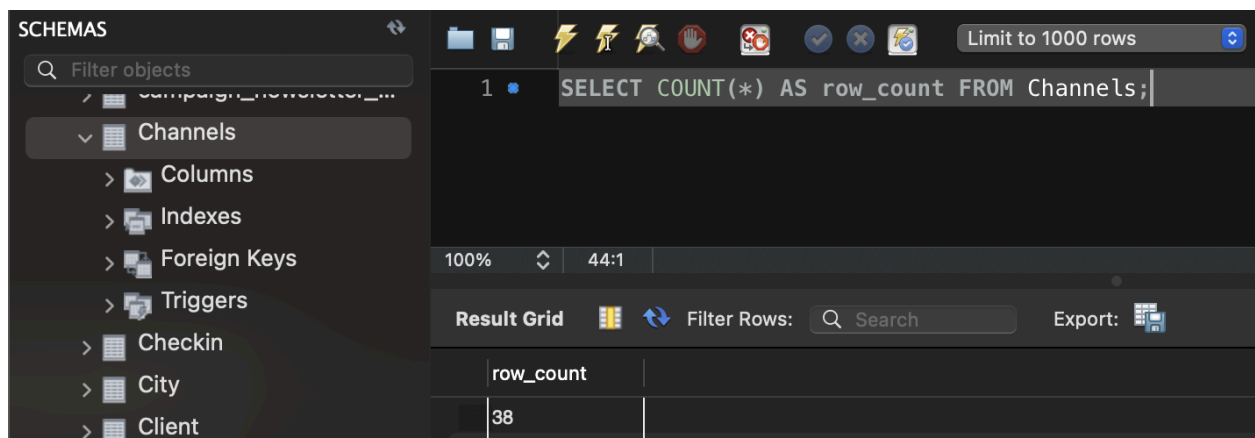 SCHEMAS
Filter objects
Channels
Columns
Indexes
Foreign Keys
Triggers
Checkin
City
Client
Limit to 1000 rows
1 SELECT COUNT(*) AS row_count FROM Channels;
100% 44:1
Result Grid Filter Rows: Search Export:
row_count
38